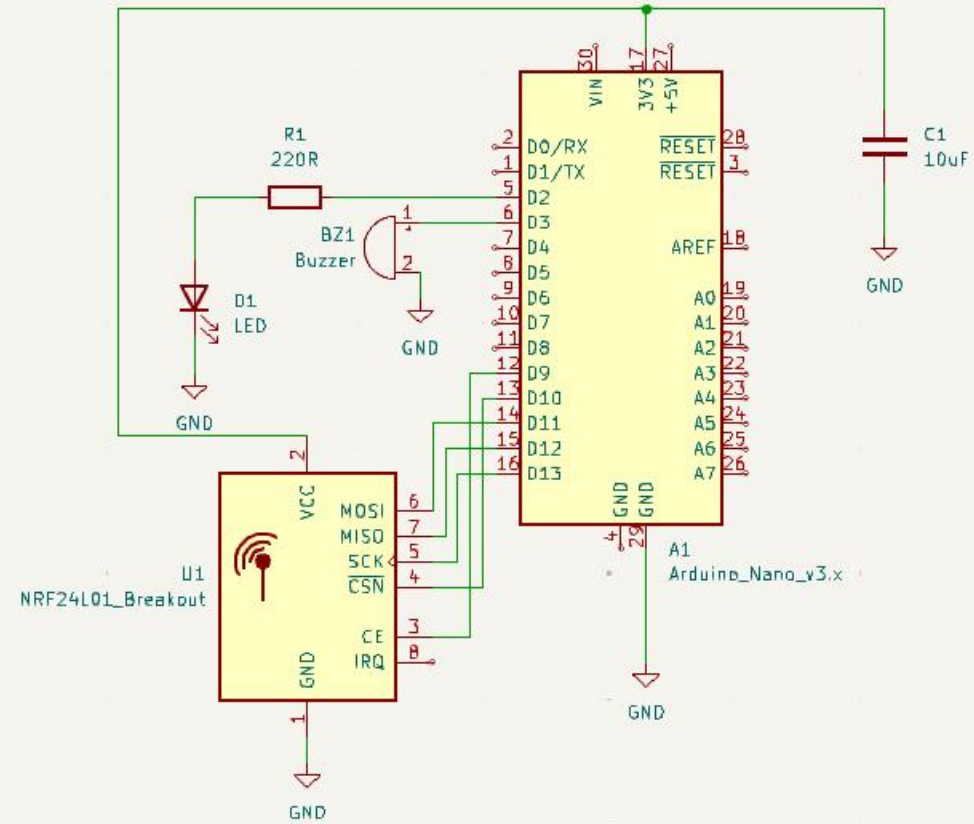 30
17
27
VIN
3V3
+5V
R1
220R
2
D0/RX
RESET
28
1
D1/TX
RESET
3
5
D2
6
D3
7
D4
AREF
18
8
D5
9
D6
A0
19
10
D7
A1
20
11
D8
A2
21
12
D9
A3
22
13
D10
A4
23
14
D11
A5
24
15
D12
A6
25
16
D13
A7
26
GND
GND
4
29
A1
Arduino_Nano_v3.x
GND
C1
10uF
GND
BZ1
Buzzer
1
2
GND
D1
LED
GND
2
VCC
MOSI
6
MISO
7
SCK
5
CSN
4
CE
3
IRQ
8
GND
1
U1
NRF24L01_Breakout
GND